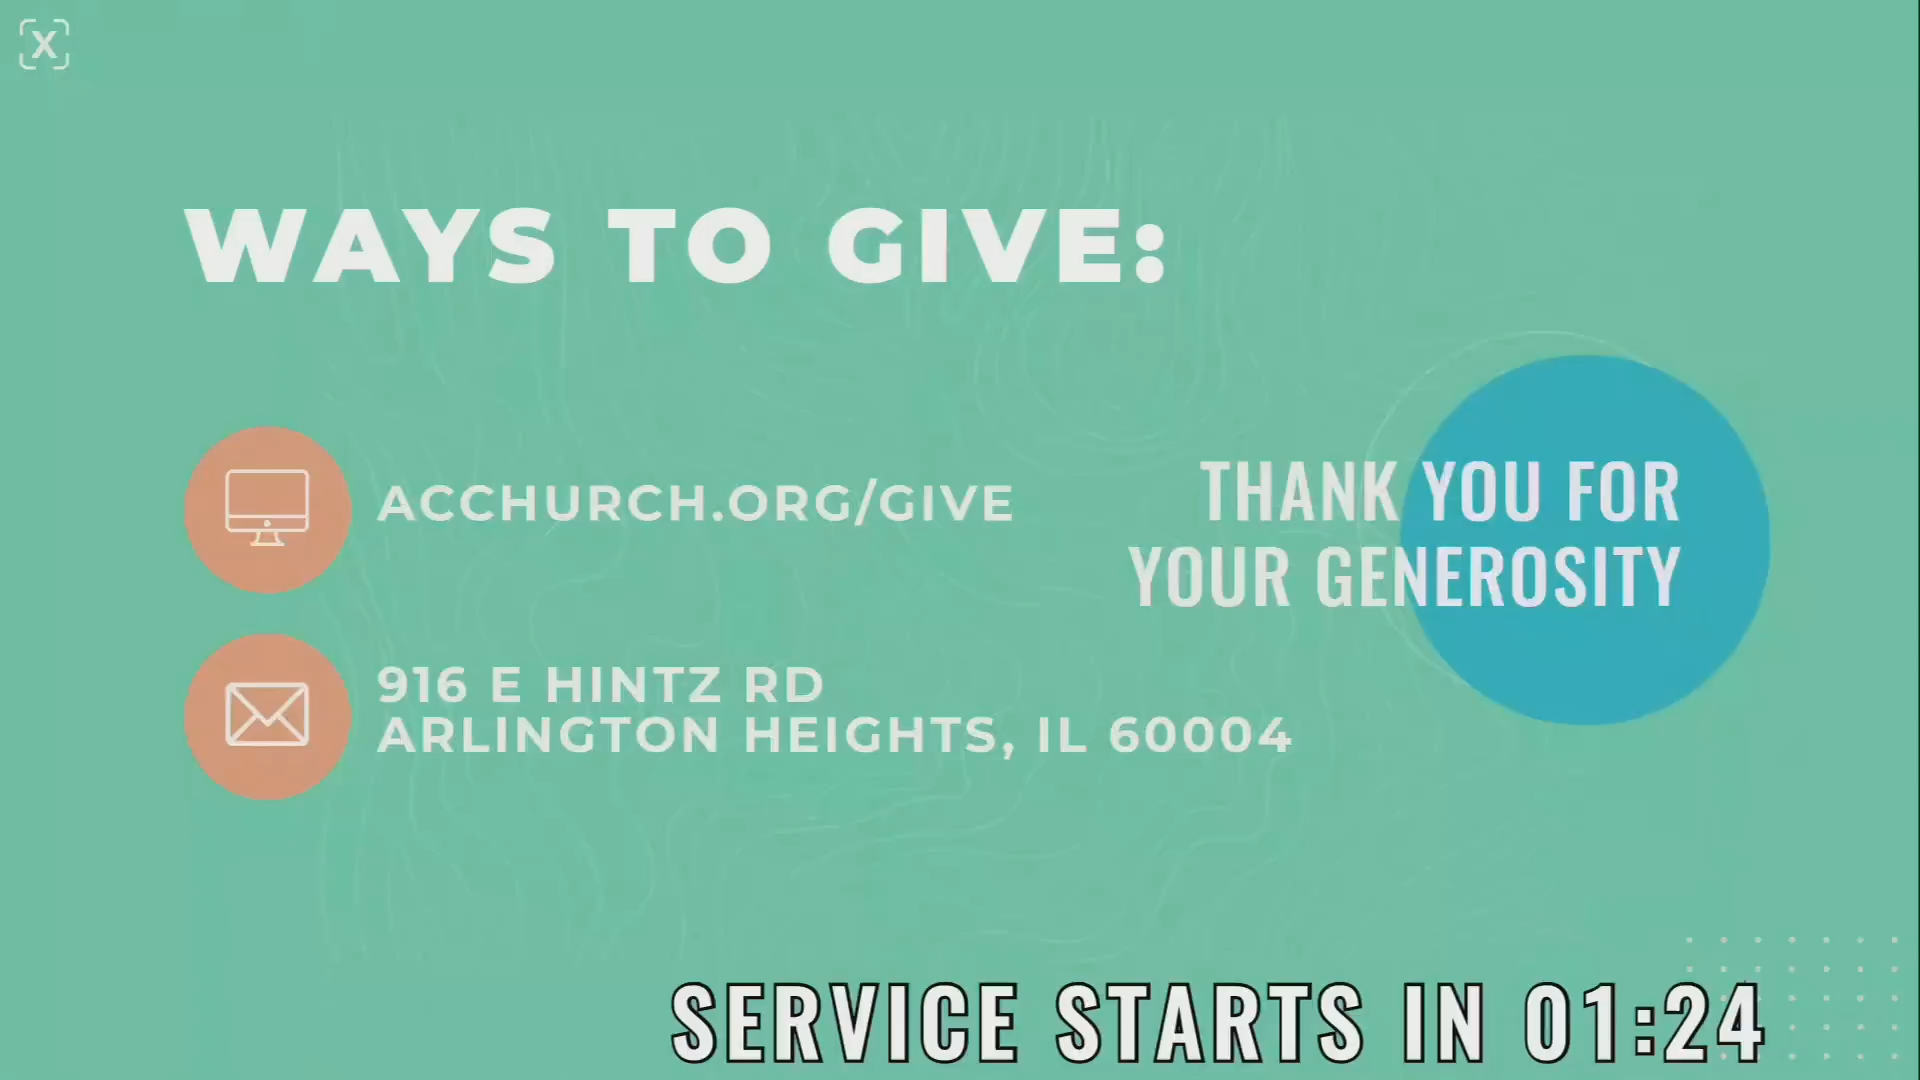 X
WAYS TO GIVE:
ACCHURCH.ORG/GIVE
916 E HINTZ RD
ARLINGTON HEIGHTS, IL 60004
THANK YOU FOR
YOUR GENEROSITY
SERVICE STARTS IN 01:24